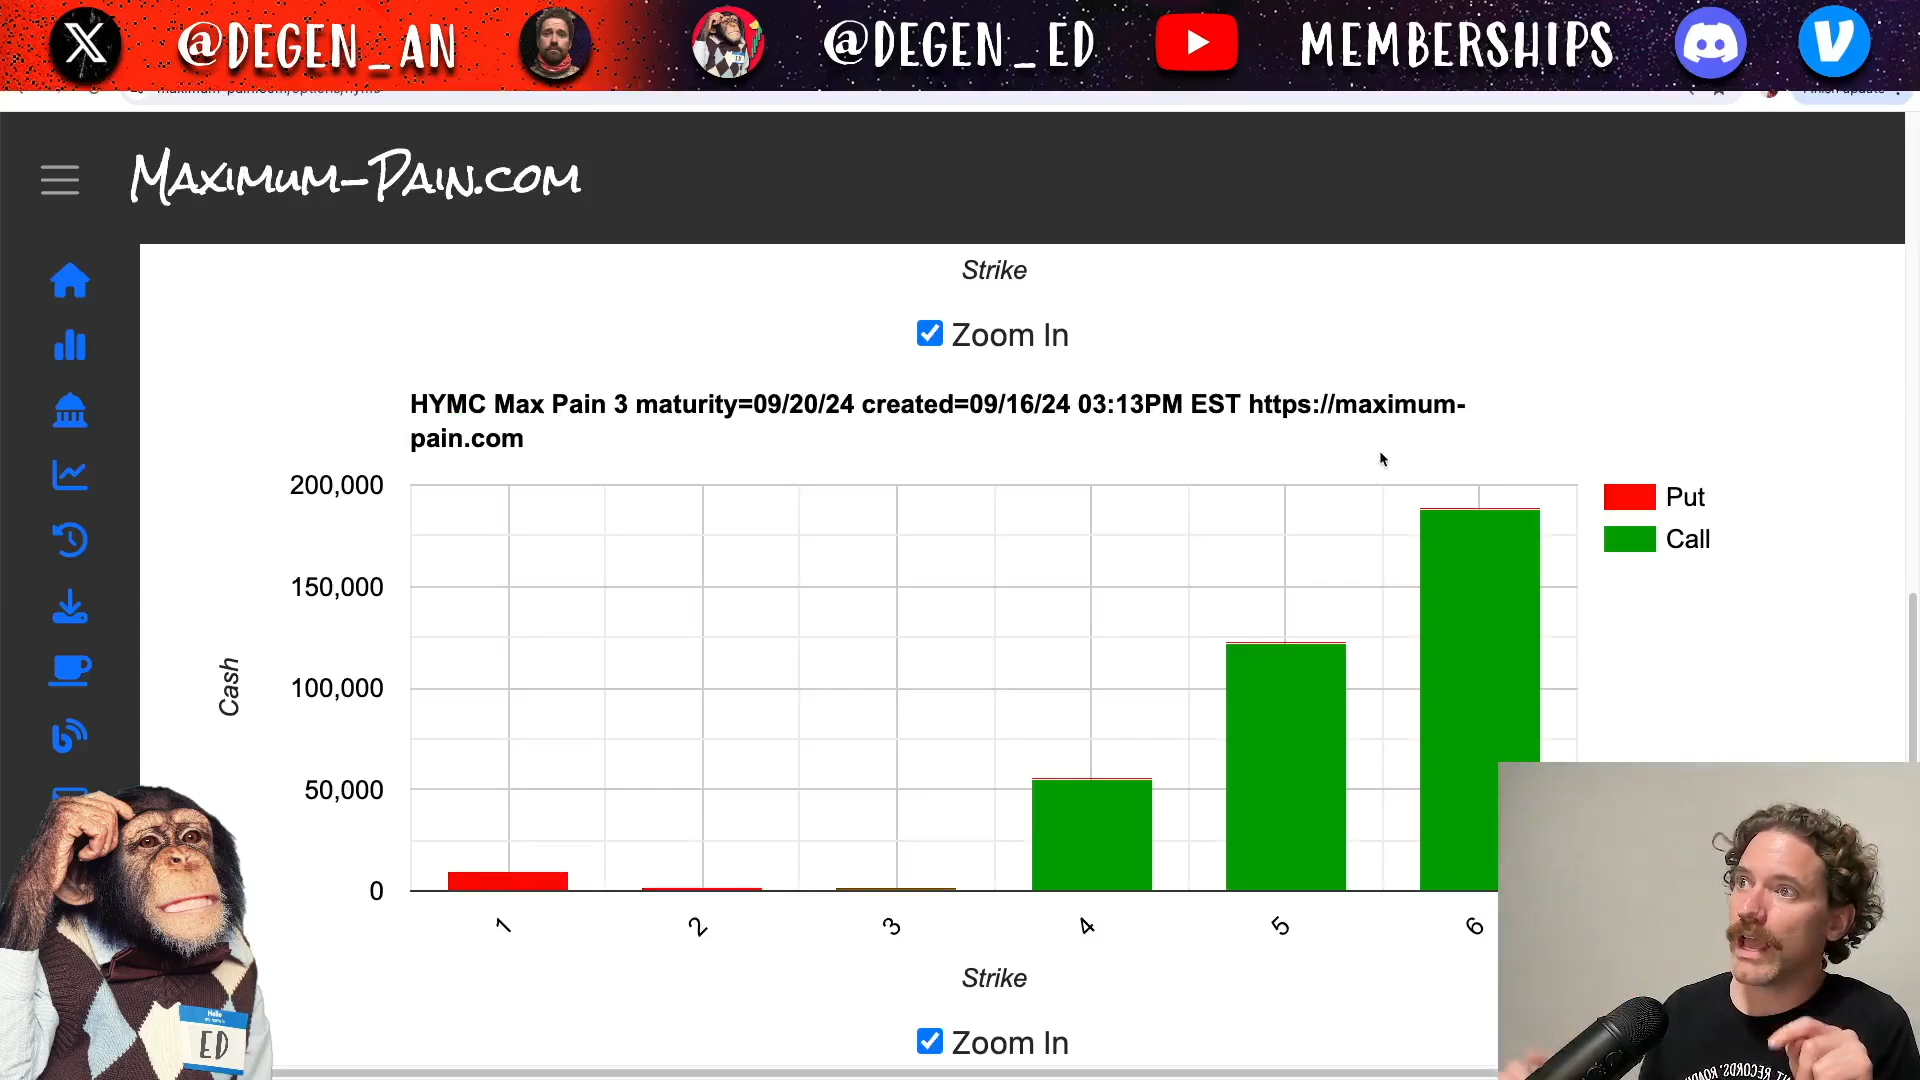 @DEGEN_AN @DEGEN_ED MEMBERSHIPS
MAXIMUM-PAIN.COM
Strike
Zoom In
HYMC Max Pain 3 maturity=09/20/24 created=09/16/24 03:13PM EST https://maximum-
pain.com
200,000
150,000
100,000
50,000
0
Cash
Put
Call
1 2 3 4 5 6
Strike
Zoom In
Hello
ED